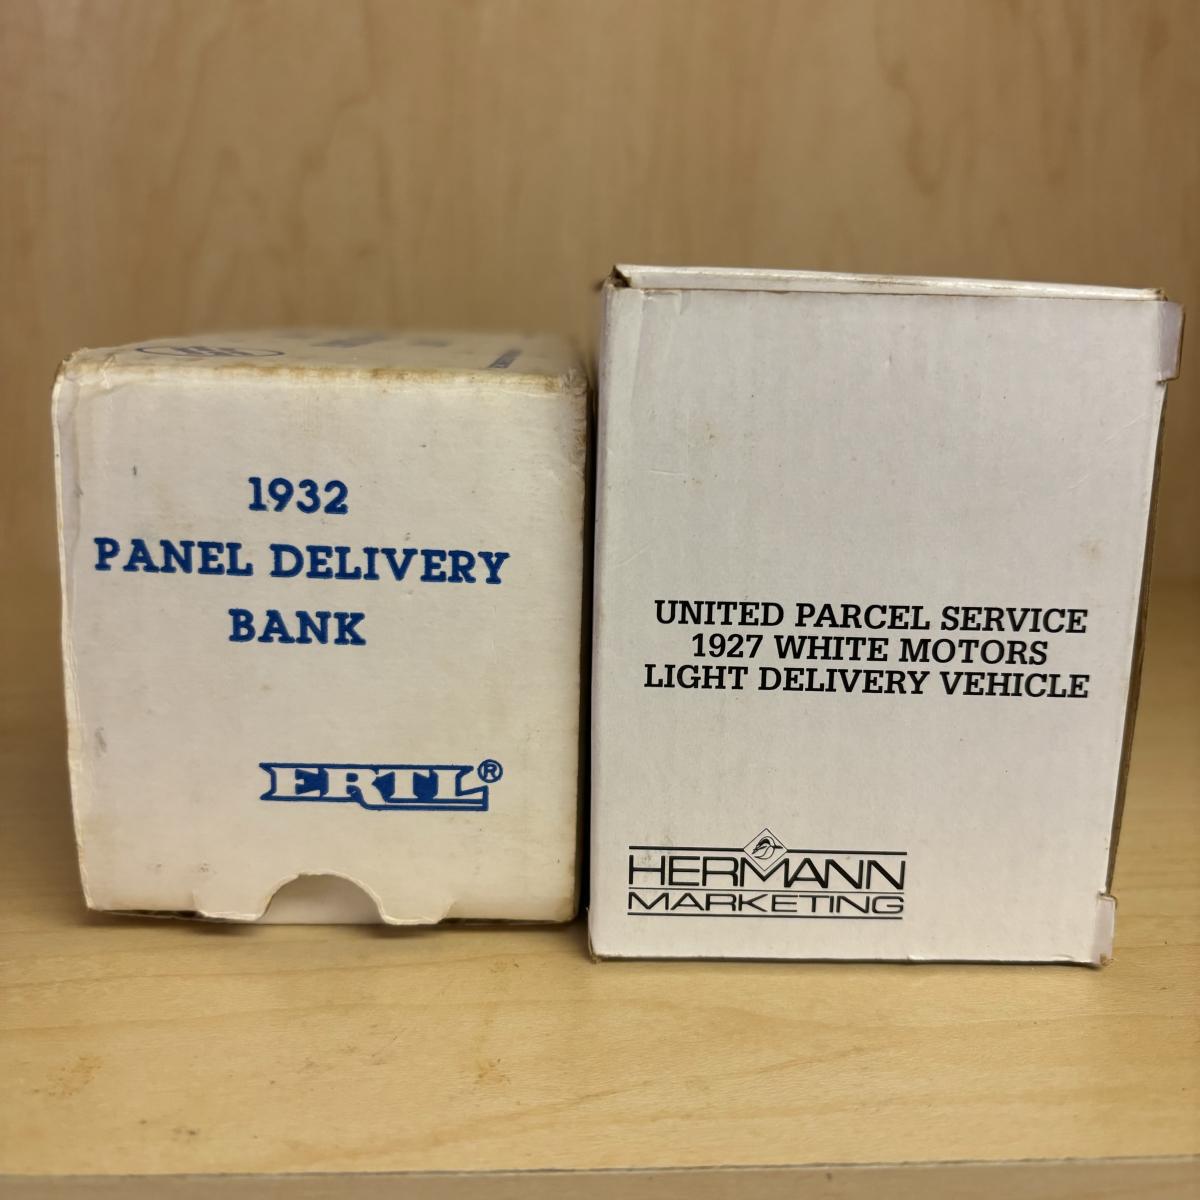 1932
PANEL DELIVERY
BANK
ERTL®
UNITED PARCEL SERVICE
1927 WHITE MOTORS
LIGHT DELIVERY VEHICLE
HERMANN
MARKETING